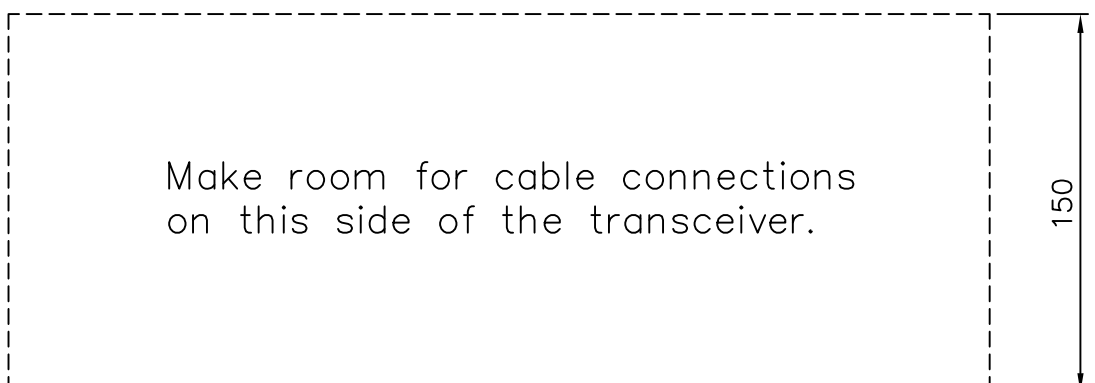 Make room for cable connections
on this side of the transceiver.
150